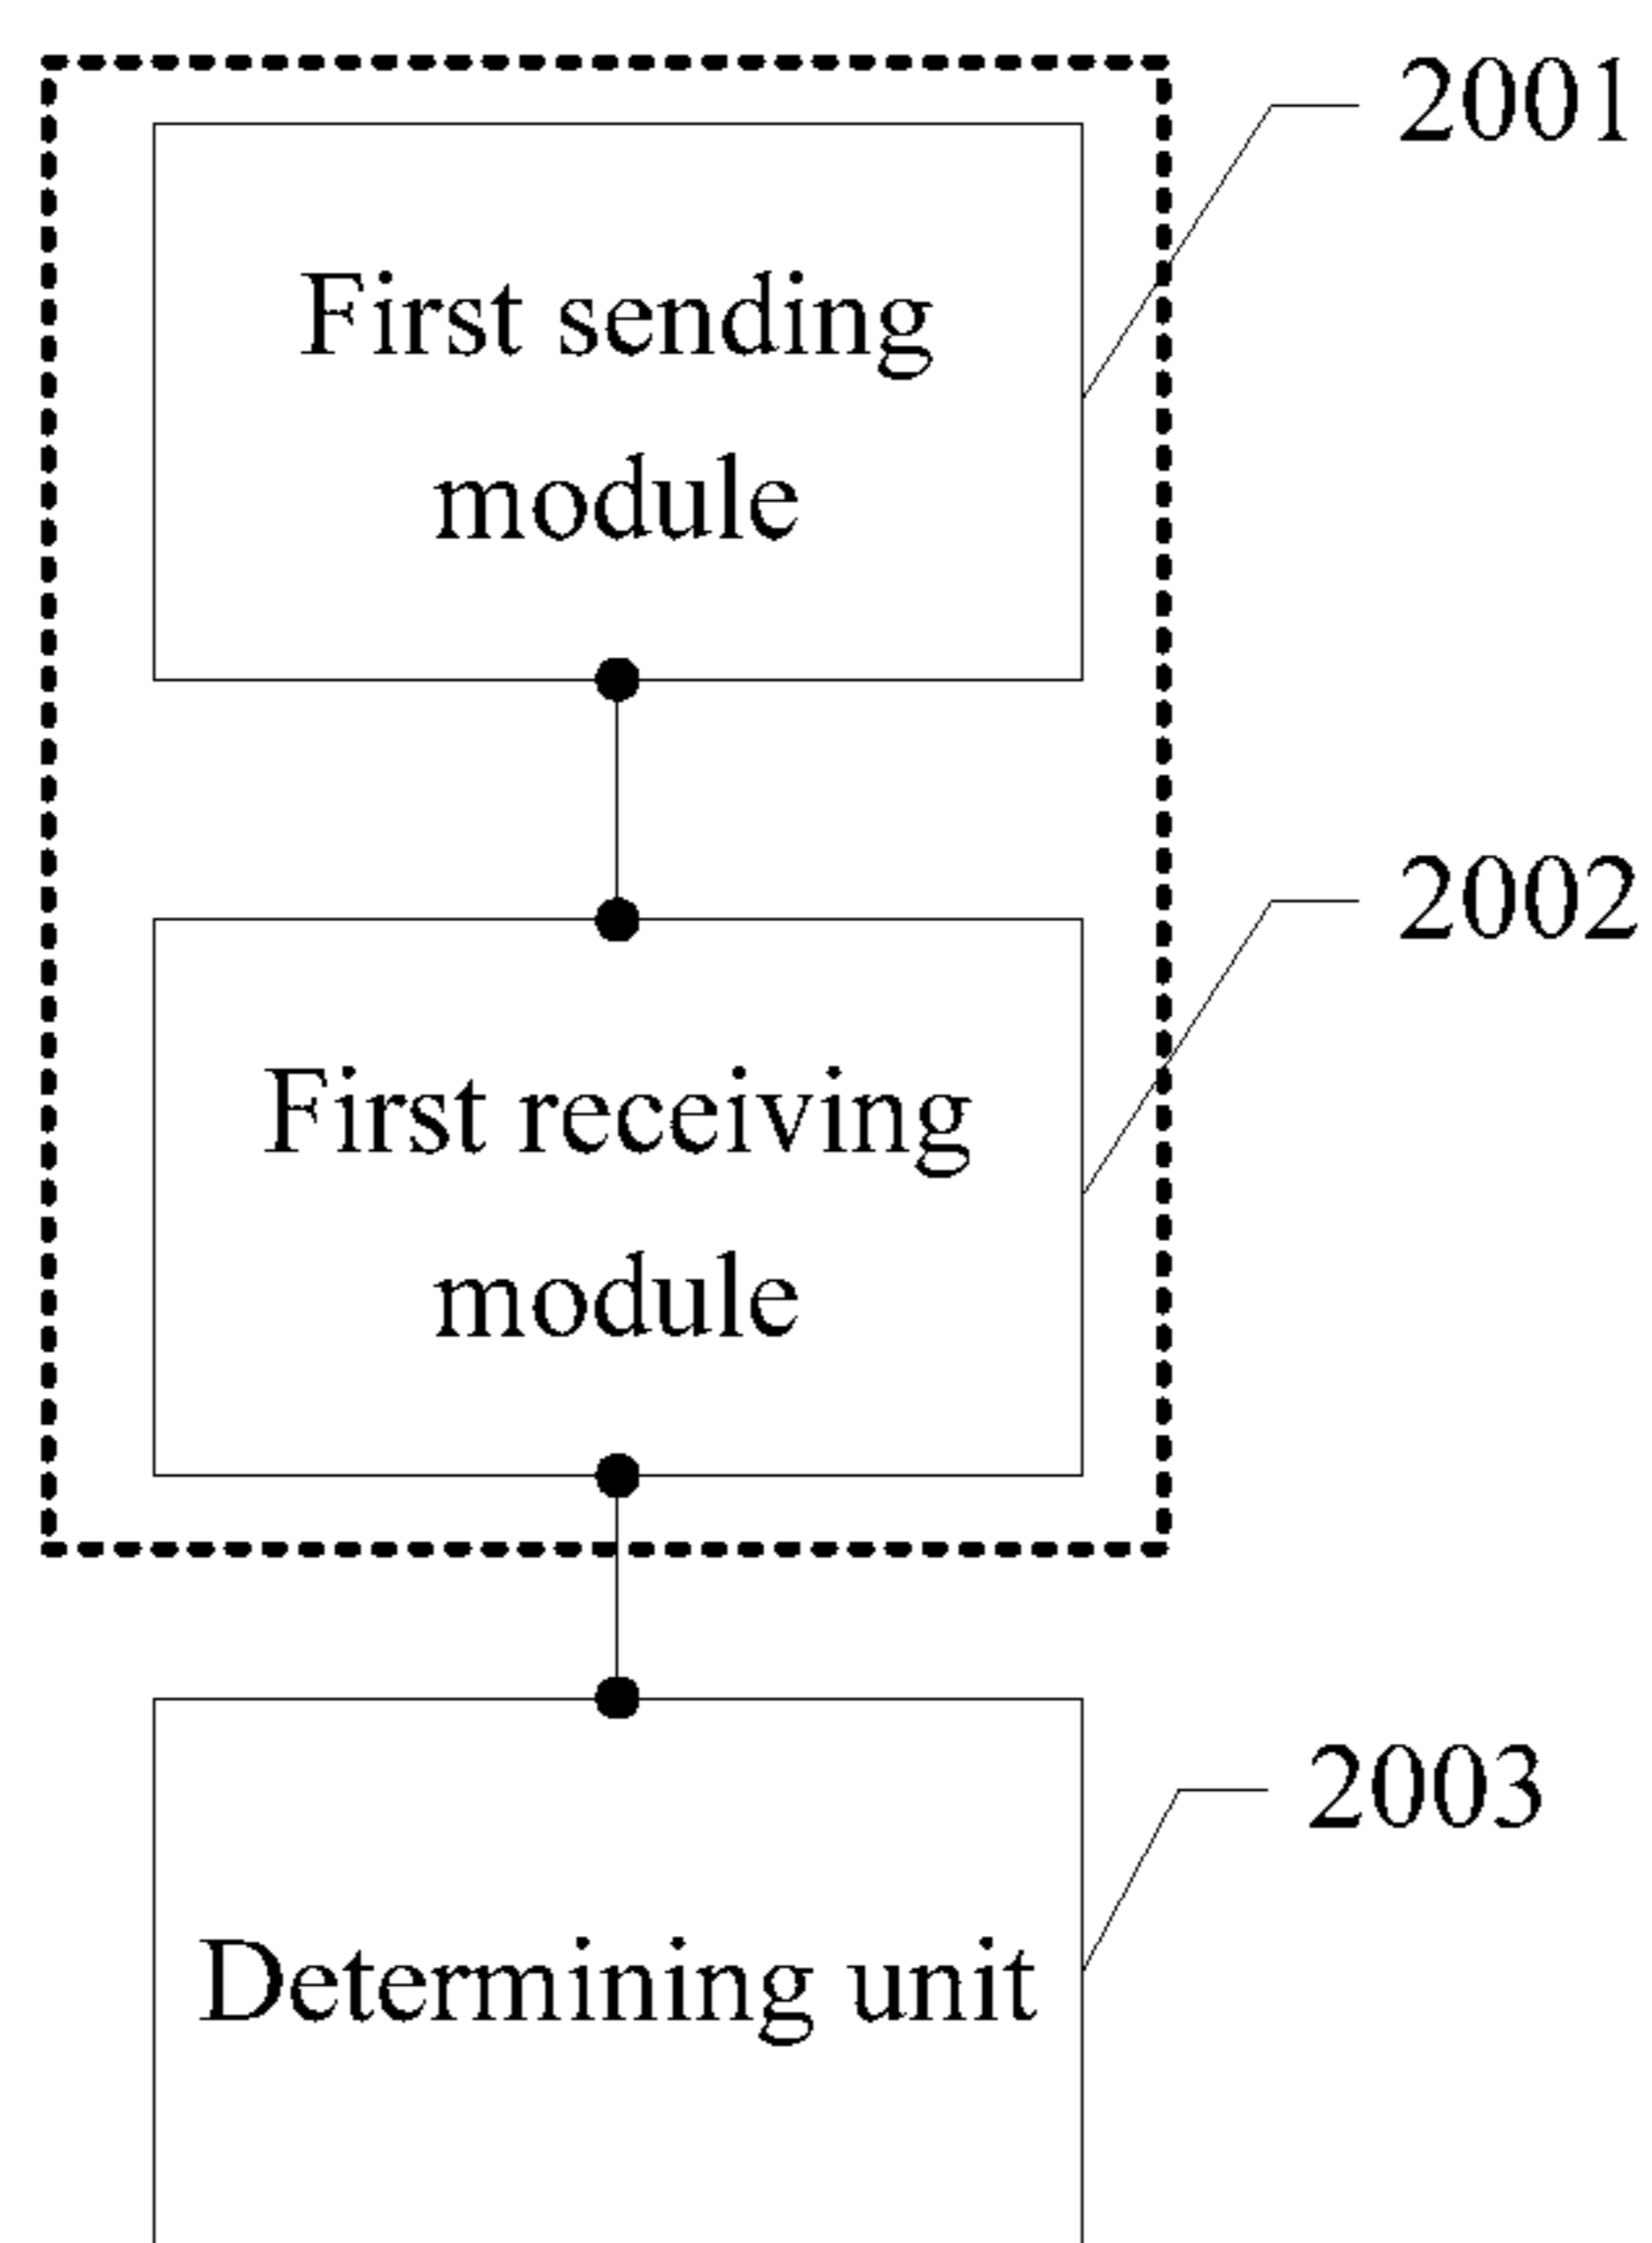 2001
First sending
module
2002
First receiving
module
2003
Determining unit